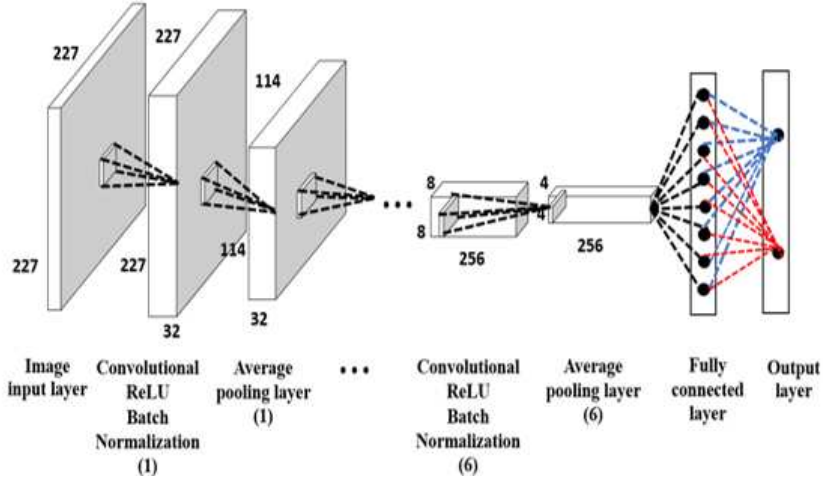 227
227
227
227
32
114
114
32
...
8
8
256
4
4
256
Image
input layer
Convolutional
ReLU
Batch
Normalization
(1)
Average
pooling layer
(1)
...
Convolutional
ReLU
Batch
Normalization
(6)
Average
pooling layer
(6)
Fully
connected
layer
Output
layer